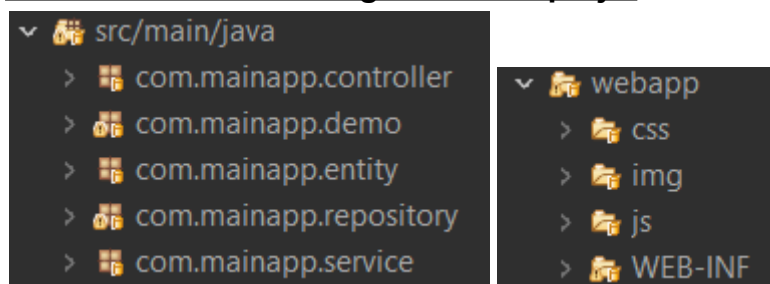 src/main/java
com.mainapp.controller
com.mainapp.demo
com.mainapp.entity
com.mainapp.repository
com.mainapp.service
webapp
css
img
js
WEB-INF